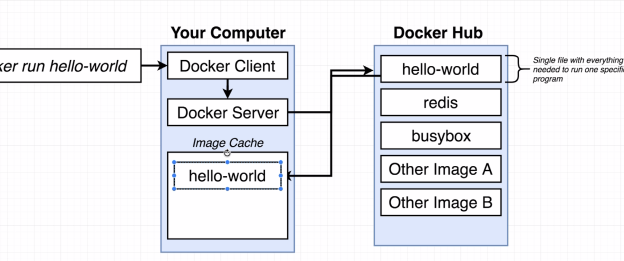 Your Computer
Docker Hub
ker run hello-world
Docker Client
Docker Server
Image Cache
hello-world
hello-world
redis
busybox
Other Image A
Other Image B
Single file with everything
needed to run one specific
program